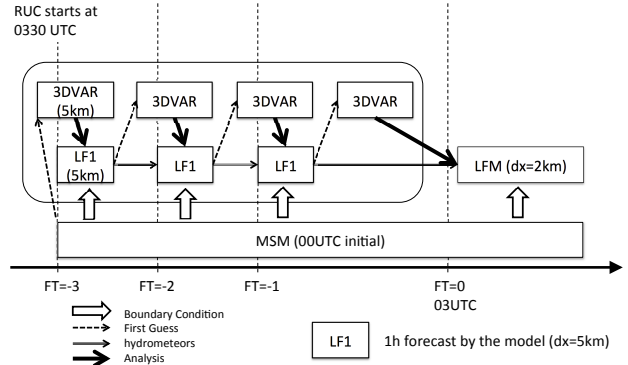 RUC starts at
0330 UTC
3DVAR
(5km)
3DVAR
3DVAR
3DVAR
LF1
(5km)
LF1
LF1
LFM (dx=2km)
MSM (00UTC initial)
FT=-3
FT=-2
FT=-1
FT=0
03UTC
Boundary Condition
First Guess
hydrometeors
Analysis
LF1
1h forecast by the model (dx=5km)